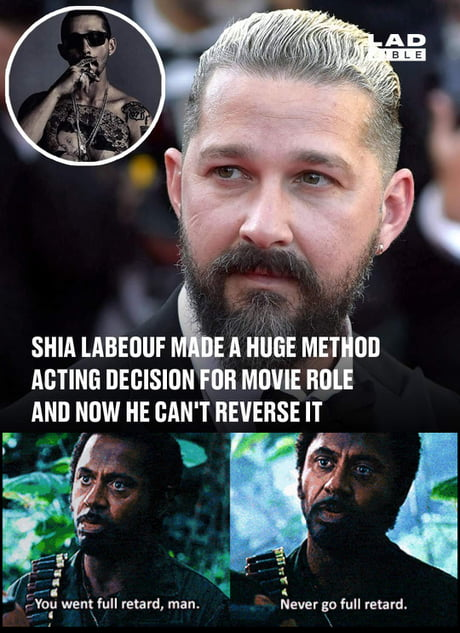 LAD
BIBLE
SHIA LABEOUF MADE A HUGE METHOD
ACTING DECISION FOR MOVIE ROLE
AND NOW HE CAN'T REVERSE IT
You went full retard, man.
Never go full retard.